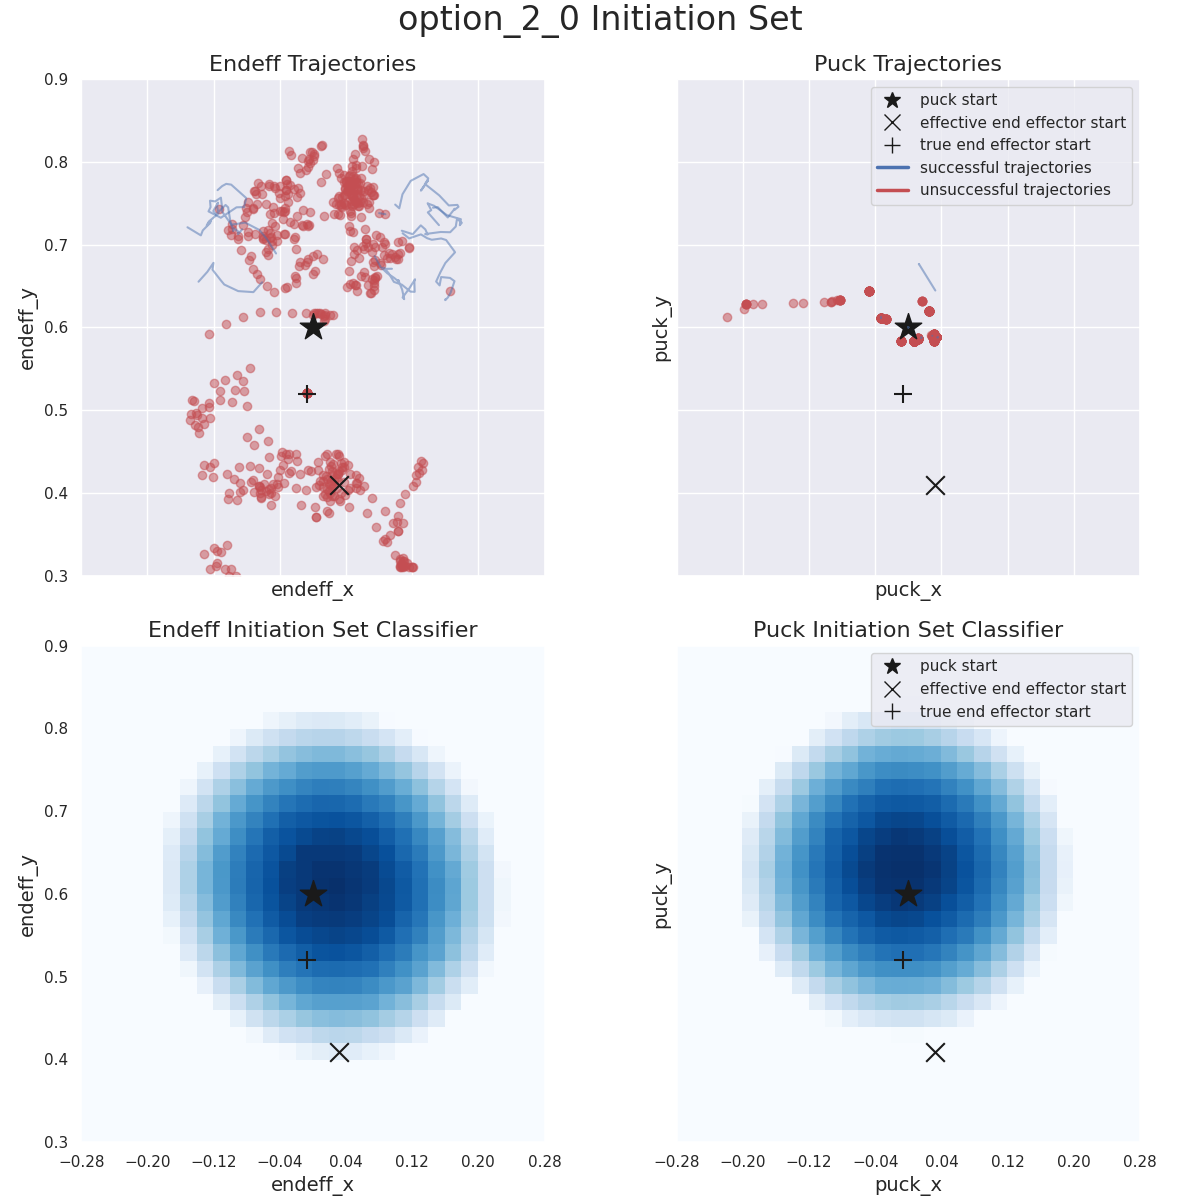 option_2_0 Initiation Set
Endeff Trajectories
0.9
0.8
0.7
0.6
0.5
0.4
0.3
endeff_y
endeff_x
Puck Trajectories
puck start
effective end effector start
true end effector start
successful trajectories
unsuccessful trajectories
puck_y
puck_x
Endeff Initiation Set Classifier
0.9
0.8
0.7
0.6
0.5
0.4
0.3
endeff_y
−0.28 −0.20 −0.12 −0.04 0.04 0.12 0.20 0.28
endeff_x
Puck Initiation Set Classifier
puck start
effective end effector start
true end effector start
puck_y
−0.28 −0.20 −0.12 −0.04 0.04 0.12 0.20 0.28
puck_x